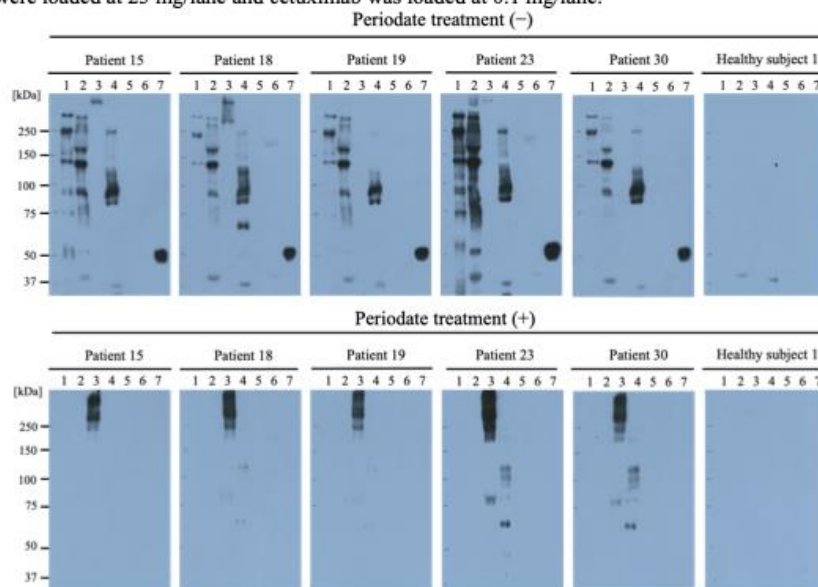 were loaded at 25 mg/lane and cetuximab was loaded at 0.1 mg/lane.
Periodate treatment (−)
Patient 15 Patient 18 Patient 19 Patient 23 Patient 30 Healthy subject 1
1 2 3 4 5 6 7 1 2 3 4 5 6 7 1 2 3 4 5 6 7 1 2 3 4 5 6 7 1 2 3 4 5 6 7 1 2 3 4 5 6 7
[kDa]
250
150
100
75
50
37
Periodate treatment (+)
Patient 15 Patient 18 Patient 19 Patient 23 Patient 30 Healthy subject 1
1 2 3 4 5 6 7 1 2 3 4 5 6 7 1 2 3 4 5 6 7 1 2 3 4 5 6 7 1 2 3 4 5 6 7 1 2 3 4 5 6 7
[kDa]
250
150
100
75
50
37